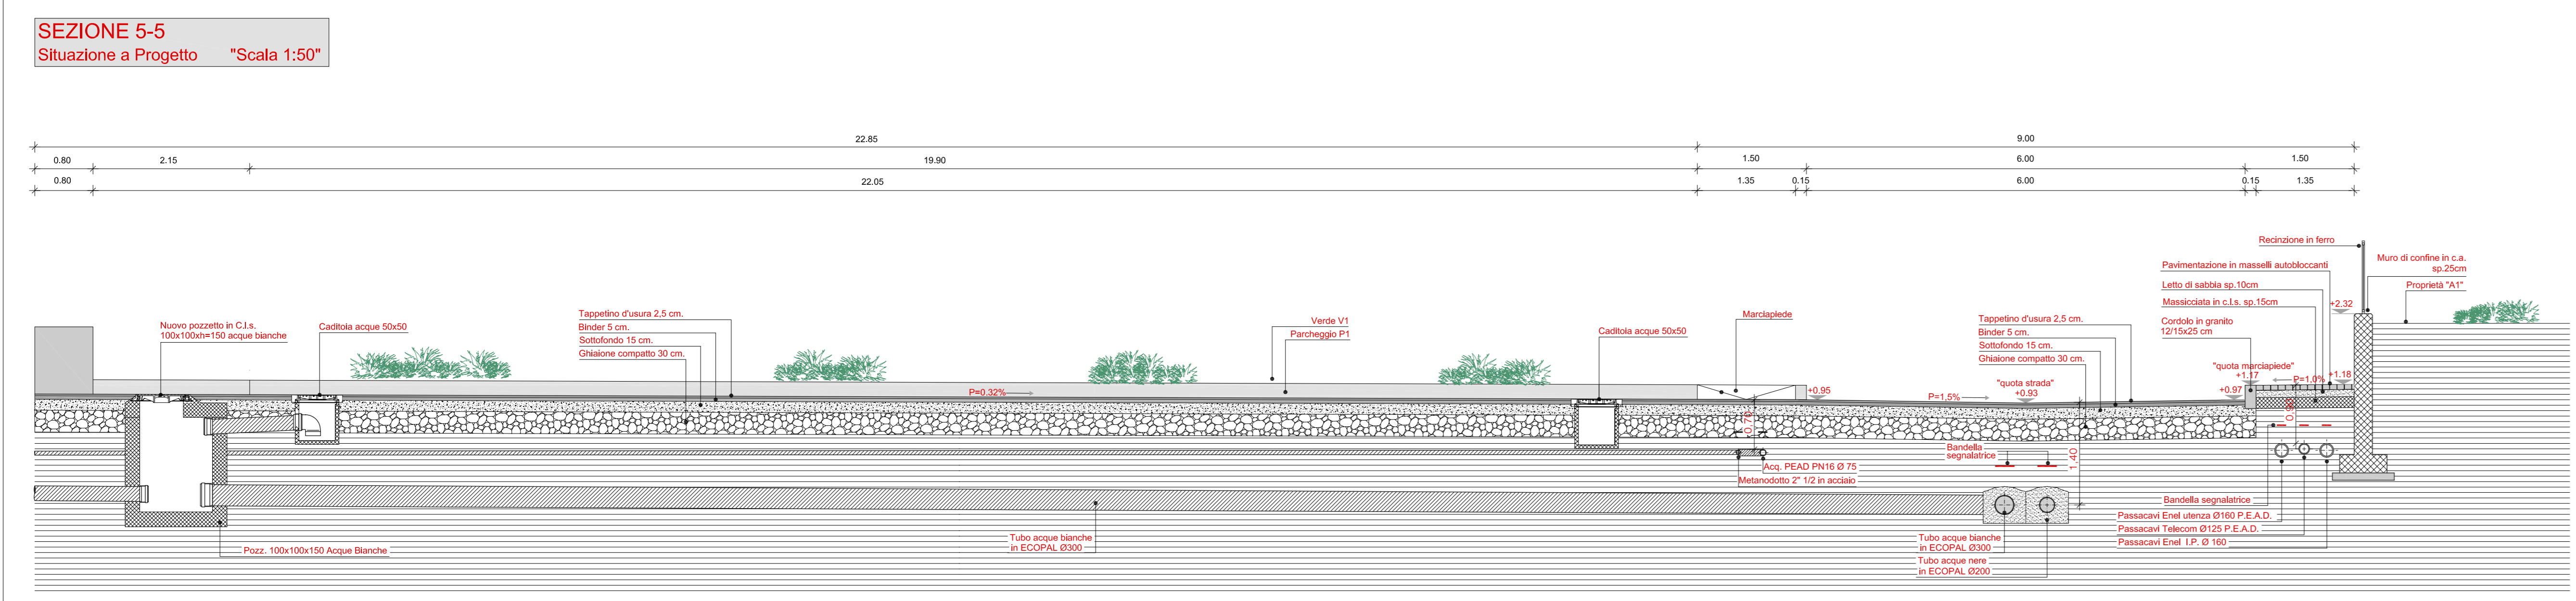 SEZIONE 5-5
Situazione a Progetto "Scala 1:50"
22.85
9.00
0.80
2.15
19.90
1.50
6.00
1.50
0.80
22.05
1.35
0.15
6.00
0.15
1.35
Nuovo pozzetto in C.l.s.
100x100xh=150 acque bianche
Caditoia acque 50x50
Tappetino d'usura 2,5 cm.
Binder 5 cm.
Sottofondo 15 cm.
Ghiaione compatto 30 cm.
Verde V1
Parcheggio P1
P=0.32%
Caditoia acque 50x50
Marciapiede
+0.95
0.70
Acq. PEAD PN16 Ø 75
Metanodotto 2" 1/2 in acciaio
Tappetino d'usura 2,5 cm.
Binder 5 cm.
Sottofondo 15 cm.
Ghiaione compatto 30 cm.
"quota strada"
+0.93
P=1,5%
Bandella
segnalatrice
1.40
Recinzione in ferro
Pavimentazione in masselli autobloccanti
Letto di sabbia sp.10cm
Massicciata in c.l.s. sp.15cm
Cordolo in granito
12/15x25 cm
"quota marciapiede"
+1.17
P=1,0%
+1.18
+0.97
+2.32
Muro di confine in c.a.
sp.25cm
Proprietà "A1"
Bandella segnalatrice
Passacavi Enel utenza Ø160 P.E.A.D.
Passacavi Telecom Ø125 P.E.A.D.
Passacavi Enel I.P. Ø 160
Pozz. 100x100x150 Acque Bianche
Tubo acque bianche
in ECOPAL Ø300
Tubo acque bianche
in ECOPAL Ø300
Tubo acque nere
in ECOPAL Ø200